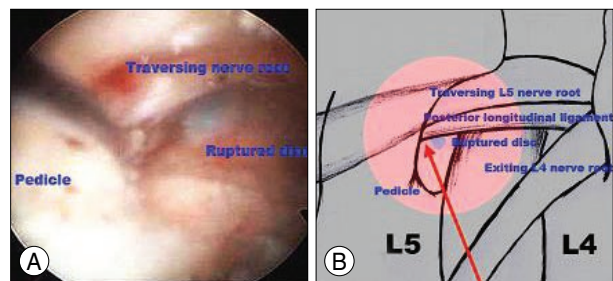 Traversing nerve root
Ruptured disc
Pedicle
A
B
Traversing L5 nerve root
Posterior longitudinal ligament
Ruptured disc
Exiting L4 nerve root
Pedicle
L5
L4